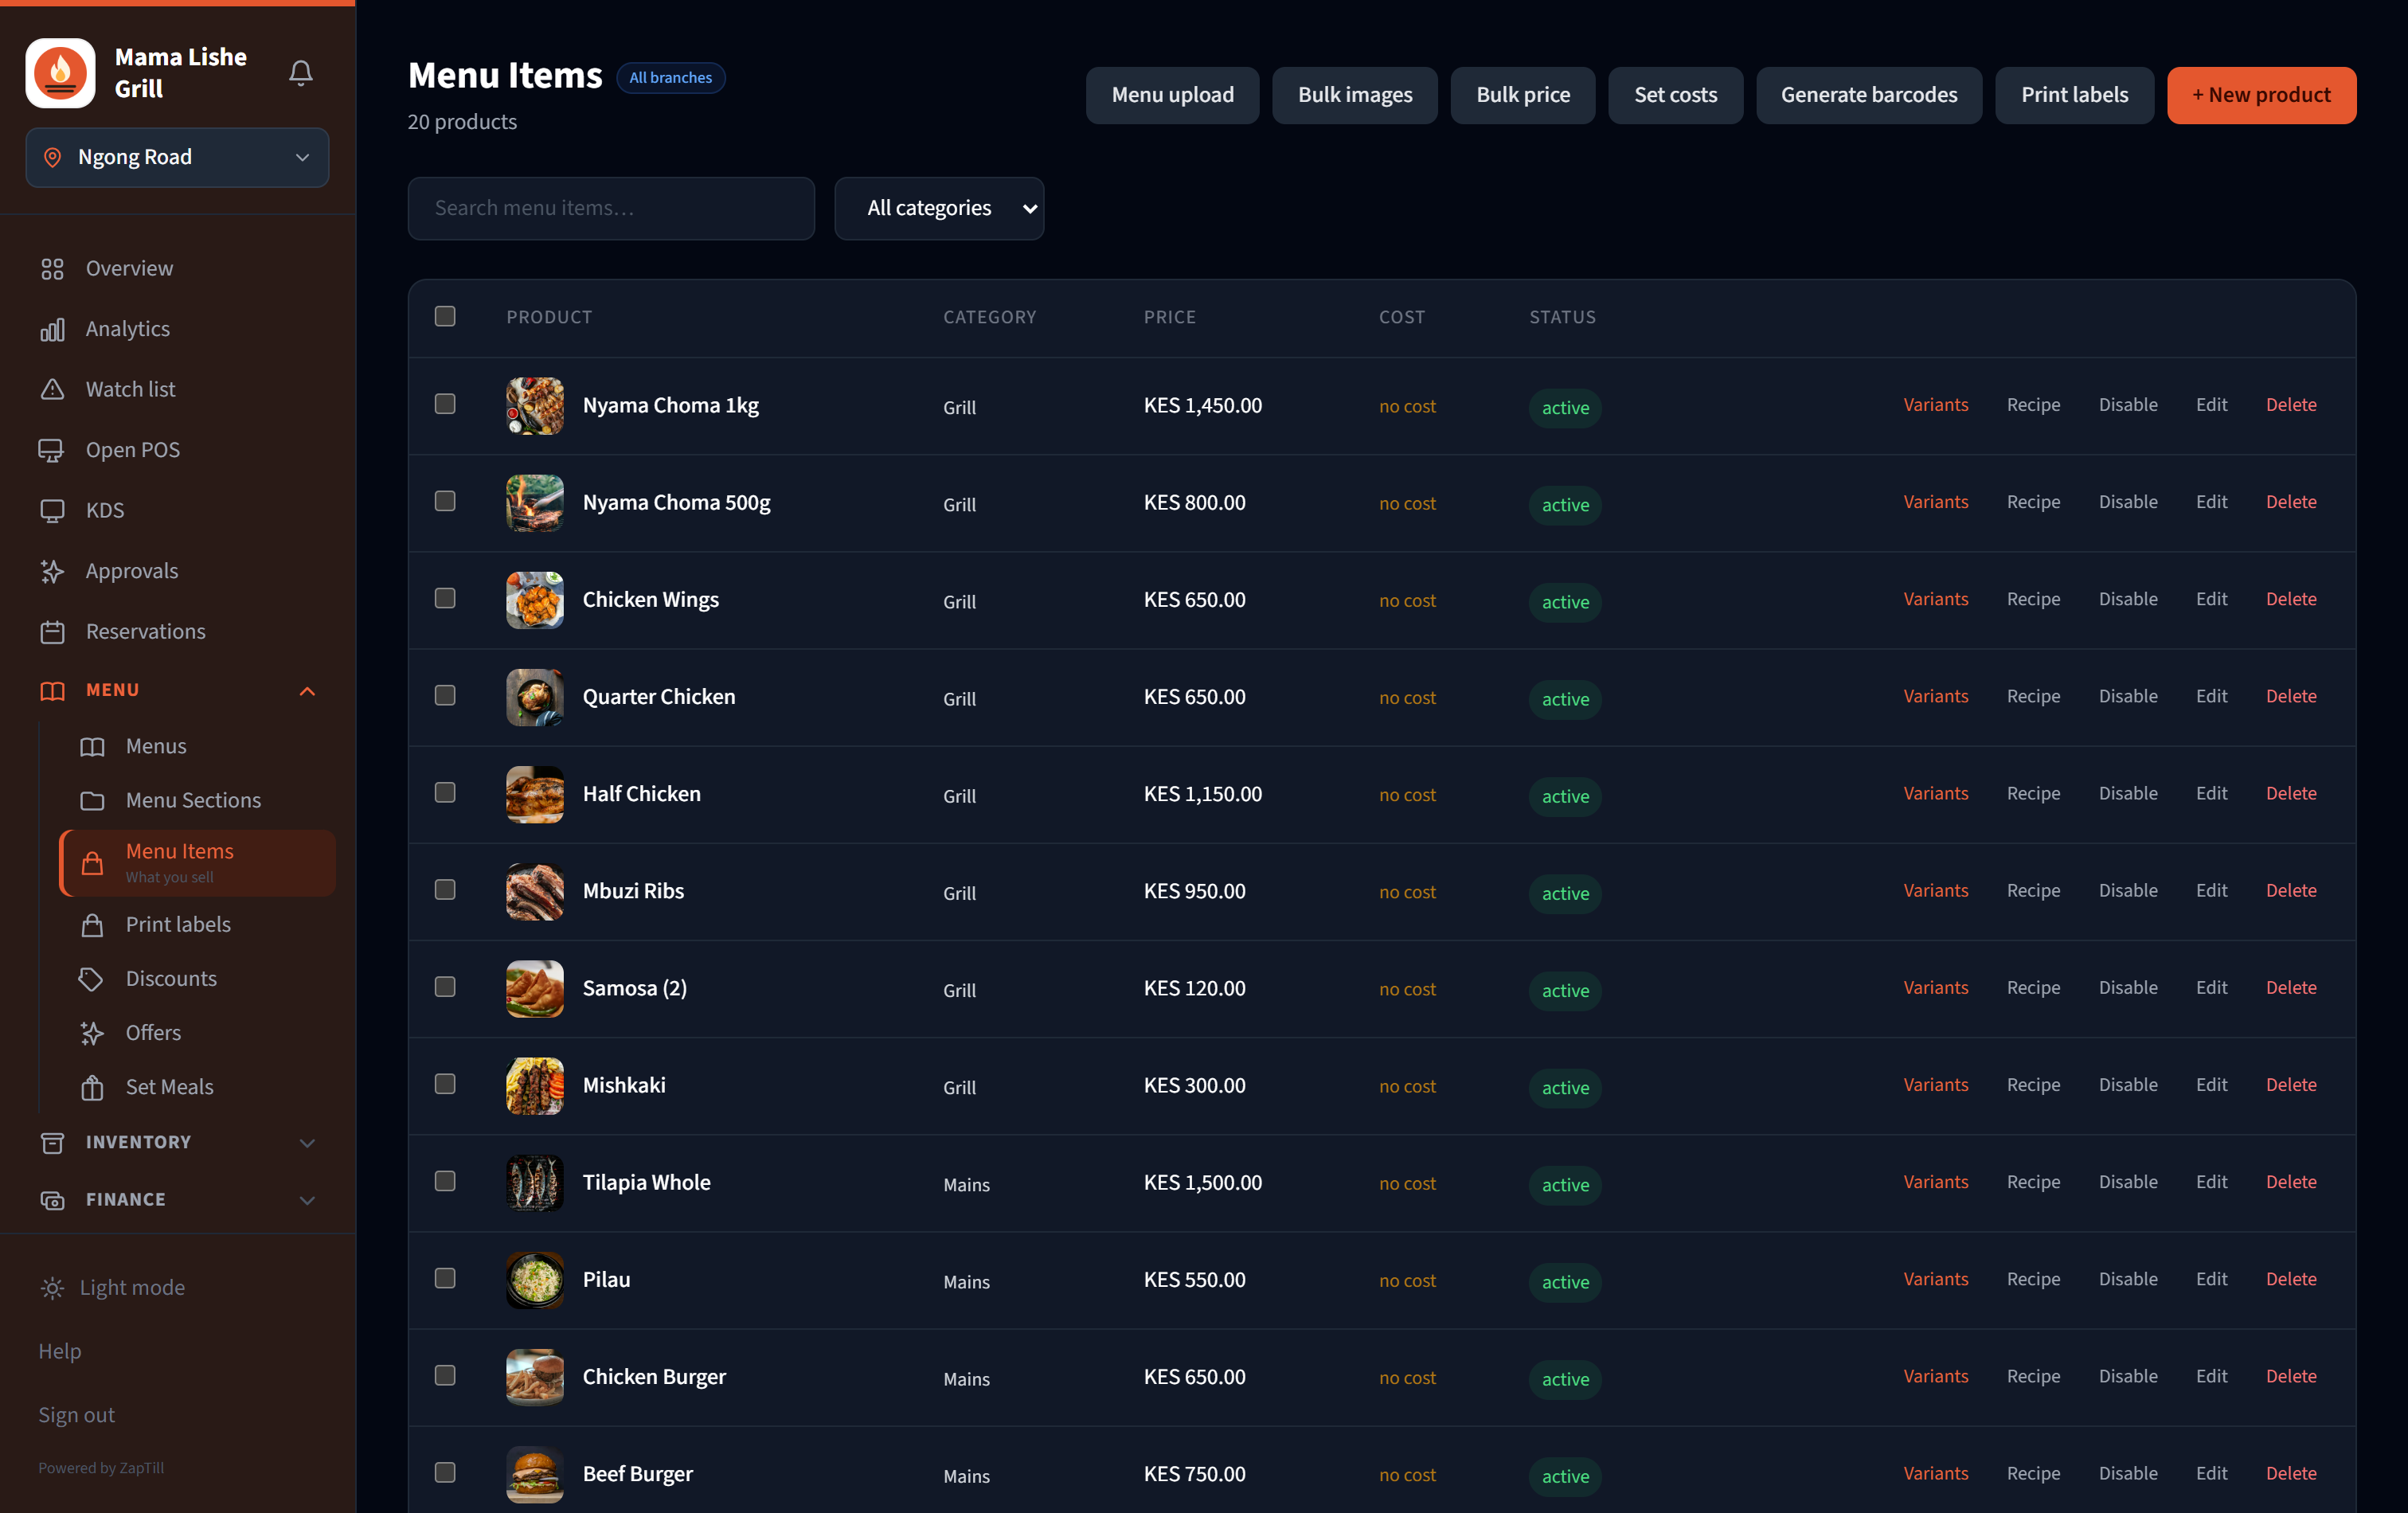 Mama Lishe
Grill
Ngong Road
Overview
Analytics
Watch list
Open POS
KDS
Approvals
Reservations
MENU
Menus
Menu Sections
Menu Items
What you sell
Print labels
Discounts
Offers
Set Meals
INVENTORY
FINANCE
Light mode
Help
Sign out
Powered by ZapTill
Menu Items All branches
20 products
Menu upload Bulk images Bulk price Set costs Generate barcodes Print labels + New product
Search menu items… All categories
PRODUCT CATEGORY PRICE COST STATUS
Nyama Choma 1kg Grill KES 1,450.00 no cost active Variants Recipe Disable Edit Delete
Nyama Choma 500g Grill KES 800.00 no cost active Variants Recipe Disable Edit Delete
Chicken Wings Grill KES 650.00 no cost active Variants Recipe Disable Edit Delete
Quarter Chicken Grill KES 650.00 no cost active Variants Recipe Disable Edit Delete
Half Chicken Grill KES 1,150.00 no cost active Variants Recipe Disable Edit Delete
Mbuzi Ribs Grill KES 950.00 no cost active Variants Recipe Disable Edit Delete
Samosa (2) Grill KES 120.00 no cost active Variants Recipe Disable Edit Delete
Mishkaki Grill KES 300.00 no cost active Variants Recipe Disable Edit Delete
Tilapia Whole Mains KES 1,500.00 no cost active Variants Recipe Disable Edit Delete
Pilau Mains KES 550.00 no cost active Variants Recipe Disable Edit Delete
Chicken Burger Mains KES 650.00 no cost active Variants Recipe Disable Edit Delete
Beef Burger Mains KES 750.00 no cost active Variants Recipe Disable Edit Delete